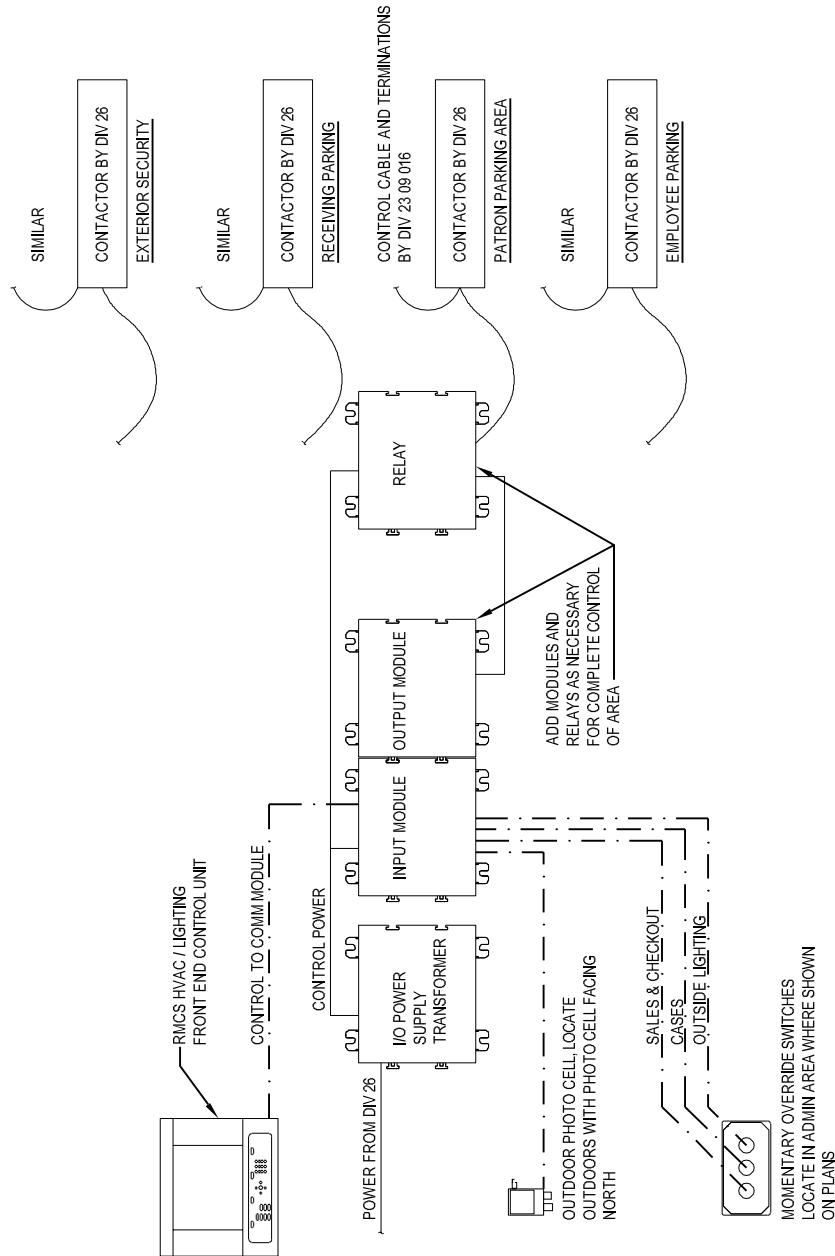 RMCS HVAC / LIGHTING
FRONT END CONTROL UNIT
CONTROL TO COMM MODULE
CONTROL POWER
POWER FROM DIV 26
I/O POWER
SUPPLY
TRANSFORMER
INPUT MODULE
OUTPUT MODULE
RELAY
OUTDOOR PHOTO CELL, LOCATE
OUTDOORS WITH PHOTO CELL FACING
NORTH
SALES & CHECKOUT
CASES
OUTSIDE LIGHTING
MOMENTARY OVERRIDE SWITCHES
LOCATE IN ADMIN AREA WHERE SHOWN
ON PLANS
ADD MODULES AND
RELAYS AS NECESSARY
FOR COMPLETE CONTROL
OF AREA
SIMILAR
CONTACTOR BY DIV 26
EXTERIOR SECURITY
SIMILAR
CONTACTOR BY DIV 26
RECEIVING PARKING
CONTROL CABLE AND TERMINATIONS
BY DIV 23 09 016
CONTACTOR BY DIV 26
PATRON PARKING AREA
SIMILAR
CONTACTOR BY DIV 26
EMPLOYEE PARKING